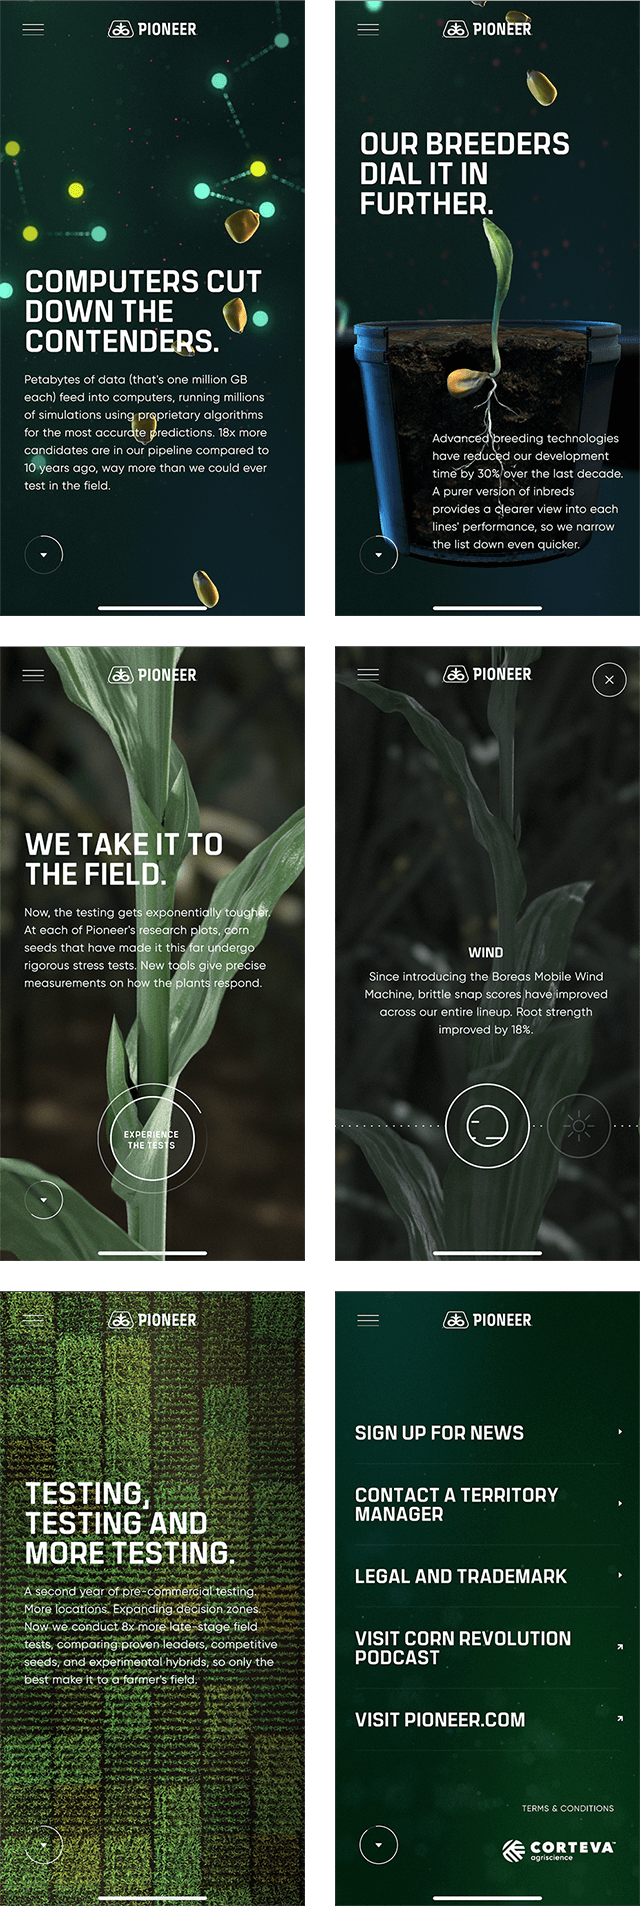 PIONEER
COMPUTERS CUT
DOWN THE
CONTENDERS.
Petabytes of data (that's one million GB
each) feed into computers, running millions
of simulations using proprietary algorithms
for the most accurate predictions. 18x more
candidates are in our pipeline compared to
10 years ago, way more than we could ever
test in the field.
PIONEER
OUR BREEDERS
DIAL IT IN
FURTHER.
Advanced breeding technologies
have reduced our development
time by 30% over the last decade.
A purer version of inbreds
provides a clearer view into each
lines' performance, so we narrow
the list down even quicker.
PIONEER
WE TAKE IT TO
THE FIELD.
Now, the testing gets exponentially tougher.
At each of Pioneer's research plots, corn
seeds that have made it this far undergo
rigorous stress tests. New tools give precise
measurements on how the plants respond.
EXPERIENCE
THE TESTS
PIONEER
WIND
Since introducing the Boreas Mobile Wind
Machine, brittle snap scores have improved
across our entire lineup. Root strength
improved by 18%.
PIONEER
TESTING,
TESTING AND
MORE TESTING.
A second year of pre-commercial testing.
More locations. Expanding decision zones.
Now we conduct 8x more late-stage field
tests, comparing proven leaders, competitive
seeds, and experimental hybrids, so only the
best make it to a farmer's field.
PIONEER
SIGN UP FOR NEWS
CONTACT A TERRITORY
MANAGER
LEGAL AND TRADEMARK
VISIT CORN REVOLUTION
PODCAST
VISIT PIONEER.COM
TERMS & CONDITIONS
CORTEVA™
agriscience